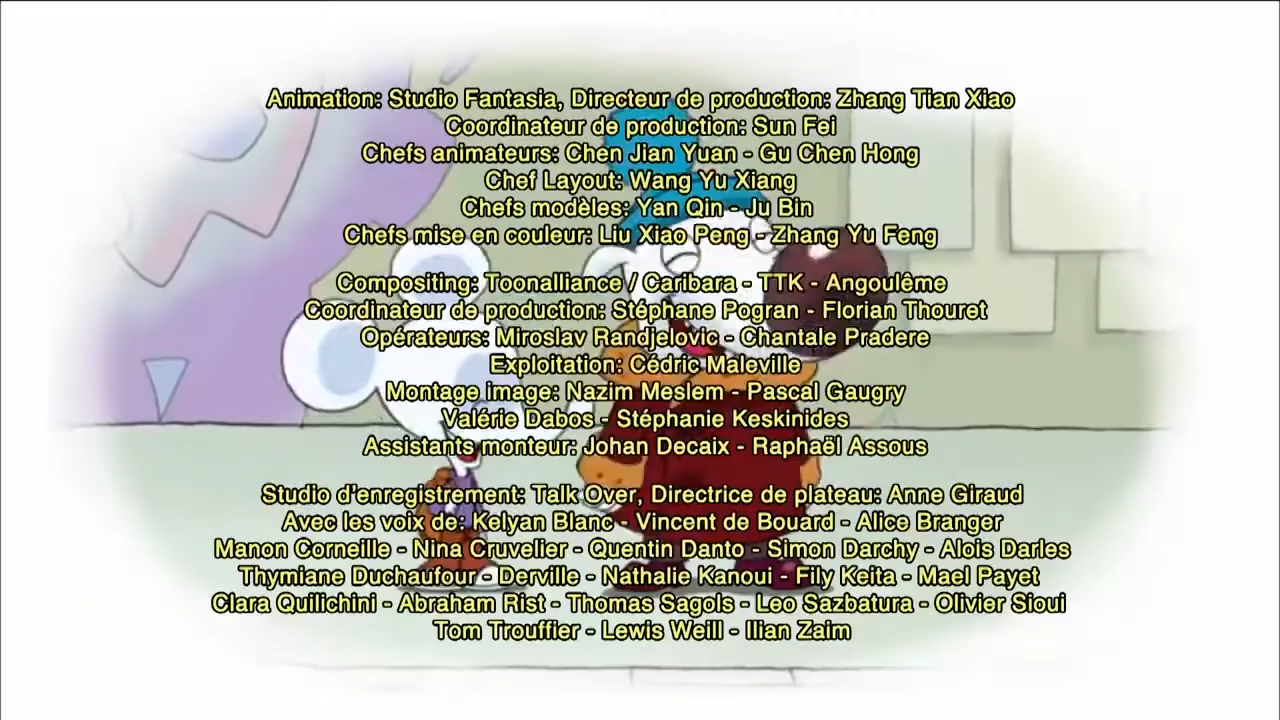 Animation: Studio Fantasia, Directeur de production: Zhang Tian Xiao
Coordinateur de production: Sun Fei
Chefs animateurs: Chen Jian Yuan - Gu Chen Hong
Chef Layout: Wang Yu Xiang
Chefs modèles: Yan Qin - Ju Bin
Chefs mise en couleur: Liu Xiao Peng - Zhang Yu Feng
Compositing: Toonalliance / Caribara - TTK - Angoulême
Coordinateur de production: Stéphane Pogran - Florian Thouret
Opérateurs: Miroslav Randjelovic - Chantale Pradere
Exploitation: Cédric Maleville
Montage image: Nazim Meslem - Pascal Gaugry
Valérie Dabos - Stéphanie Keskinides
Assistants monteur: Johan Decaix - Raphaël Assous
Studio d'enregistrement: Talk Over, Directrice de plateau: Anne Giraud
Avec les voix de: Kelyan Blanc - Vincent de Bouard - Alice Branger
Manon Corneille - Nina Cruvelier - Quentin Danto - Simon Darchy - Alois Darles
Thymiane Duchaufour - Derville - Nathalie Kanoui - Fily Keita - Mael Payet
Clara Quilichini - Abraham Rist - Thomas Sagols - Leo Sazbatura - Olivier Sioui
Tom Trouffier - Lewis Weill - Ilian Zaim